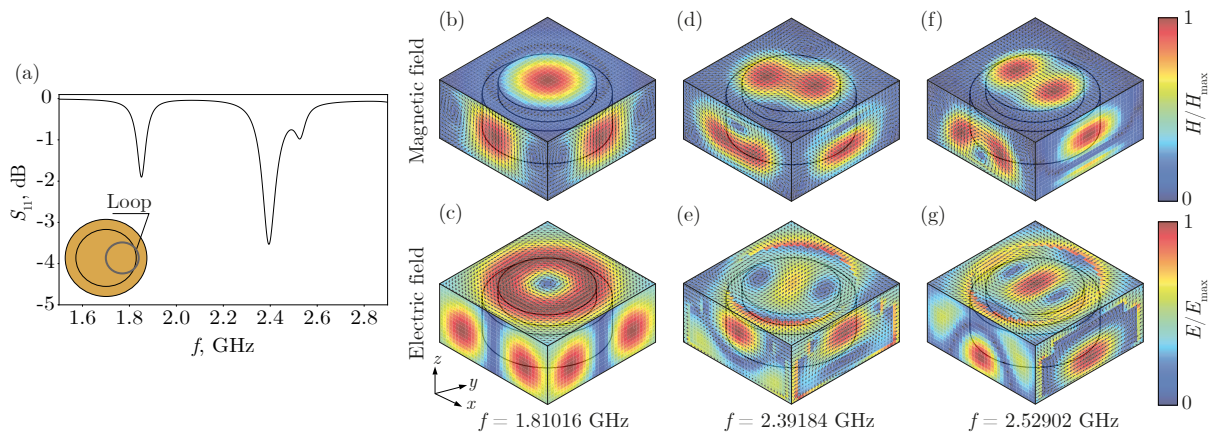 (a)
0
-1
-2
-3
-4
-5
S₁₁, dB
Loop
1.6 1.8 2.0 2.2 2.4 2.6 2.8
f, GHz
(b) (d) (f)
Magnetic field
1
H/H_max
0
(c) (e) (g)
Electric field
1
E/E_max
0
z
y
x
f = 1.81016 GHz
f = 2.39184 GHz
f = 2.52902 GHz